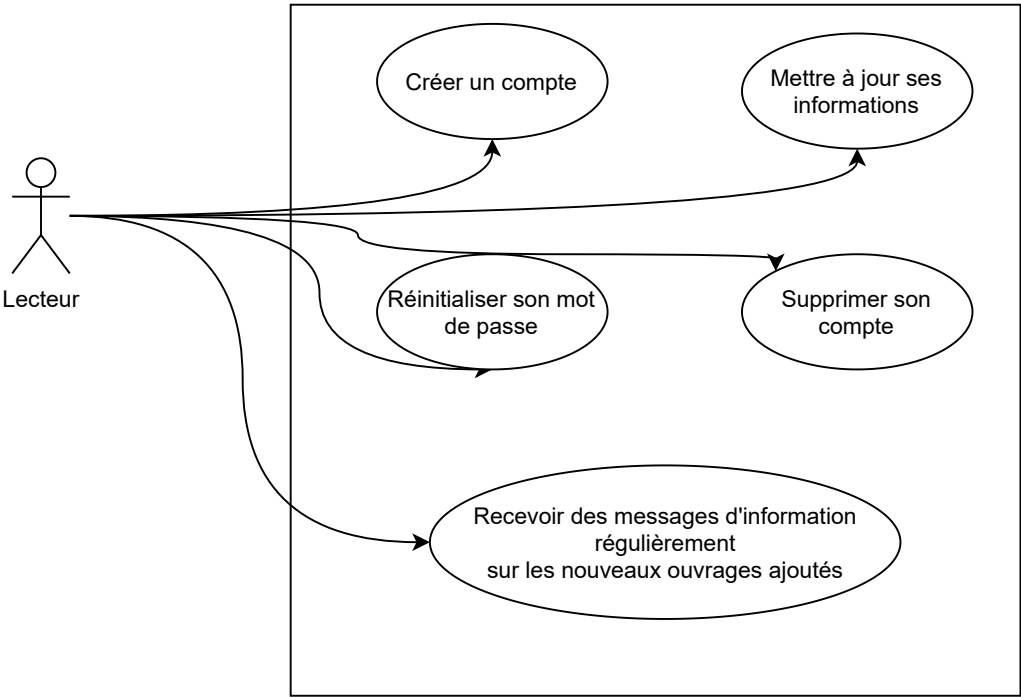 Créer un compte
Mettre à jour ses
informations
Lecteur
Réinitialiser son mot
de passe
Supprimer son
compte
Recevoir des messages d'information
régulièrement
sur les nouveaux ouvrages ajoutés